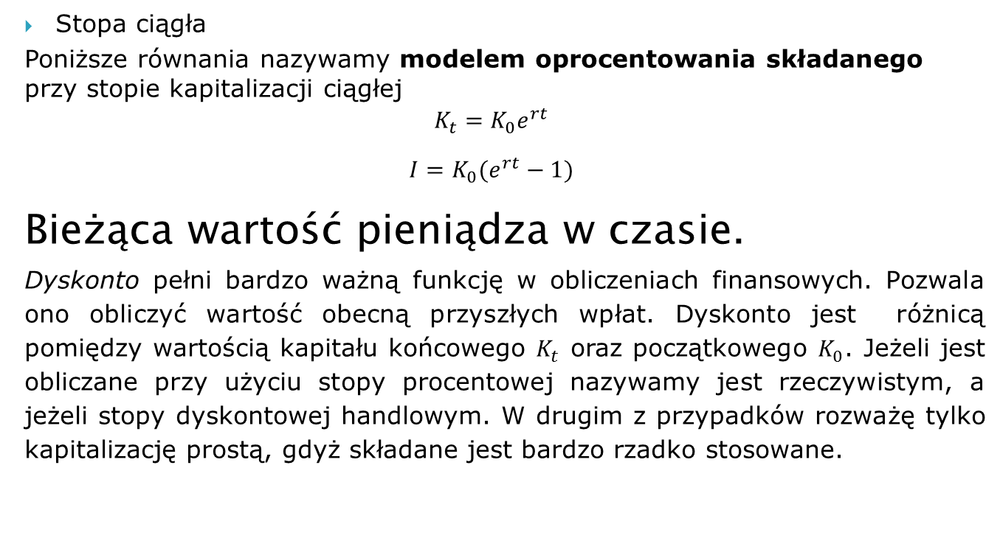 Stopa ciągła
Poniższe równania nazywamy modelem oprocentowania składanego
przy stopie kapitalizacji ciągłej
K_t = K_0e^{rt}
I = K_0(e^{rt} − 1)
Bieżąca wartość pieniądza w czasie.
Dyskonto pełni bardzo ważną funkcję w obliczeniach finansowych. Pozwala
ono obliczyć wartość obecną przyszłych wpłat. Dyskonto jest różnicą
pomiędzy wartością kapitału końcowego K_t oraz początkowego K_0. Jeżeli jest
obliczane przy użyciu stopy procentowej nazywamy jest rzeczywistym, a
jeżeli stopy dyskontowej handlowym. W drugim z przypadków rozważę tylko
kapitalizację prostą, gdyż składane jest bardzo rzadko stosowane.